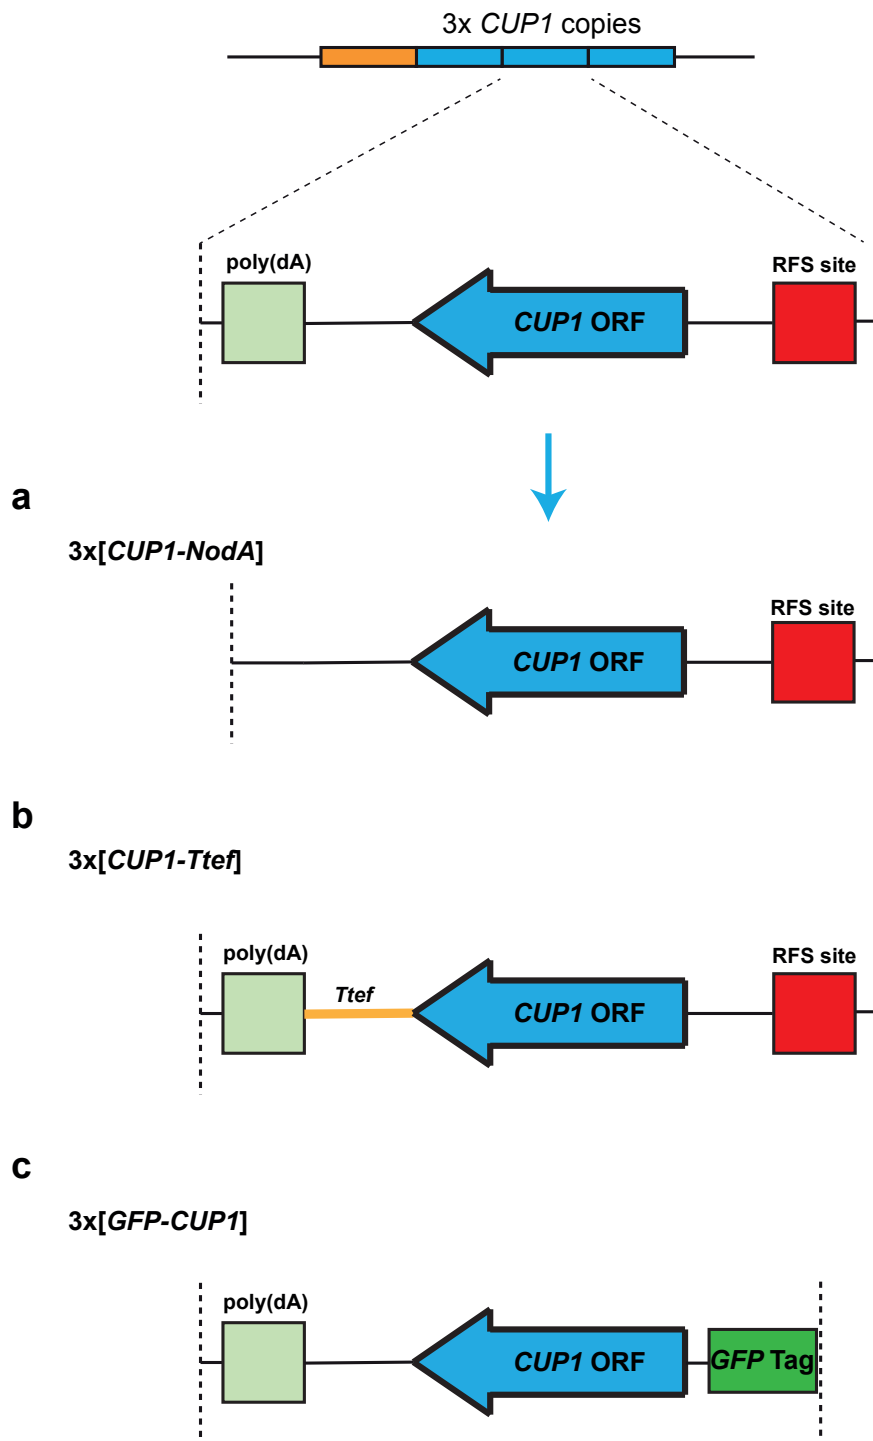 3x CUP1 copies
poly(dA)
RFS site
CUP1 ORF
a
3x[CUP1-NodA]
RFS site
CUP1 ORF
b
3x[CUP1-Ttef]
poly(dA)
RFS site
Ttef
CUP1 ORF
c
3x[GFP-CUP1]
poly(dA)
CUP1 ORF
GFP Tag